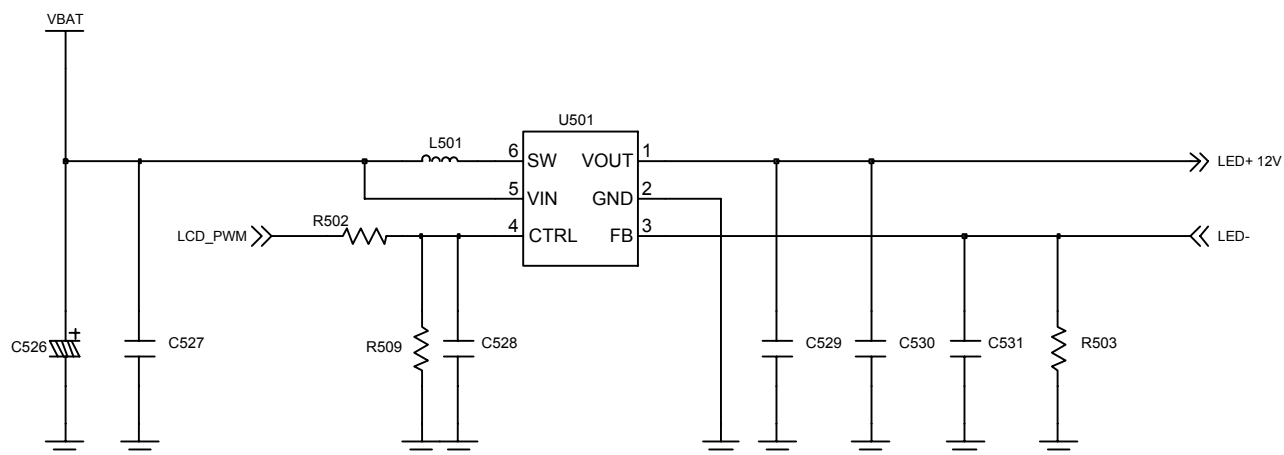 VBAT
U501
L501
6 SW VOUT 1
5 VIN GND 2
R502
4 CTRL FB 3
LED+ 12V
LCD_PWM
LED-
C526 +
C527
R509
C528
C529
C530
C531
R503